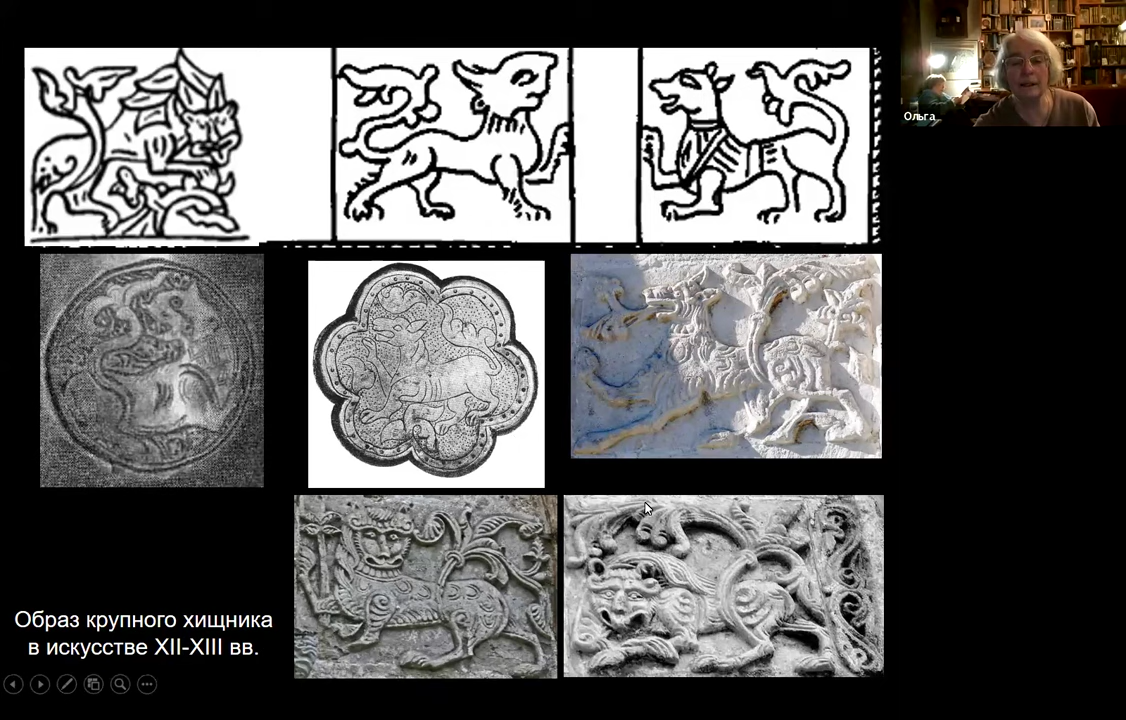 Ольга
Образ крупного хищника
в искусстве XII-XIII вв.